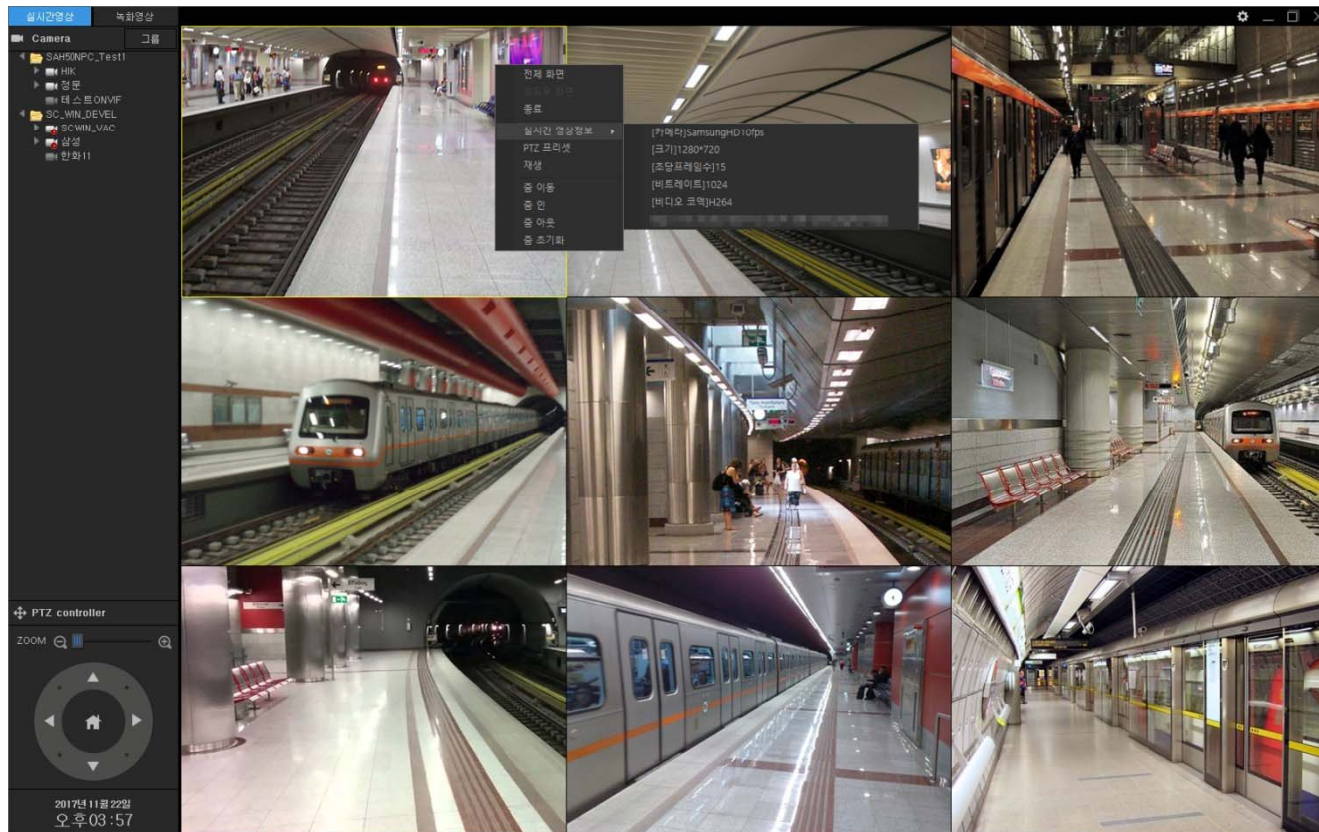 실시간영상
녹화영상
Camera
그룹
SAH50NPC_Test1
HIK
정문
테스트ONVIF
SC_WIN_DEVEL
SCWIN_VAC
삼성
한화11
전체 화면
종료
실시간 영상정보
PTZ 프리셋
재생
줌 이동
줌 인
줌 아웃
줌 초기화
[카메라]SamsungHD10fps
[크기]1280*720
[초당프레임수]15
[비트레이트]1024
[비디오 코덱]H264
PTZ controller
ZOOM
2017년 11월 22일
오후03:57